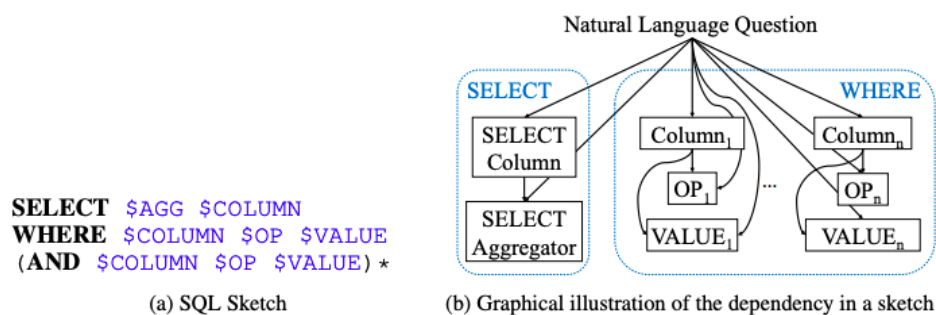 SELECT $AGG $COLUMN
WHERE $COLUMN $OP $VALUE
(AND $COLUMN $OP $VALUE)*
(a) SQL Sketch
Natural Language Question
SELECT
WHERE
SELECT
Column
SELECT
Aggregator
Column1
OP1
VALUE1
...
Columnn
OPn
VALUEn
(b) Graphical illustration of the dependency in a sketch